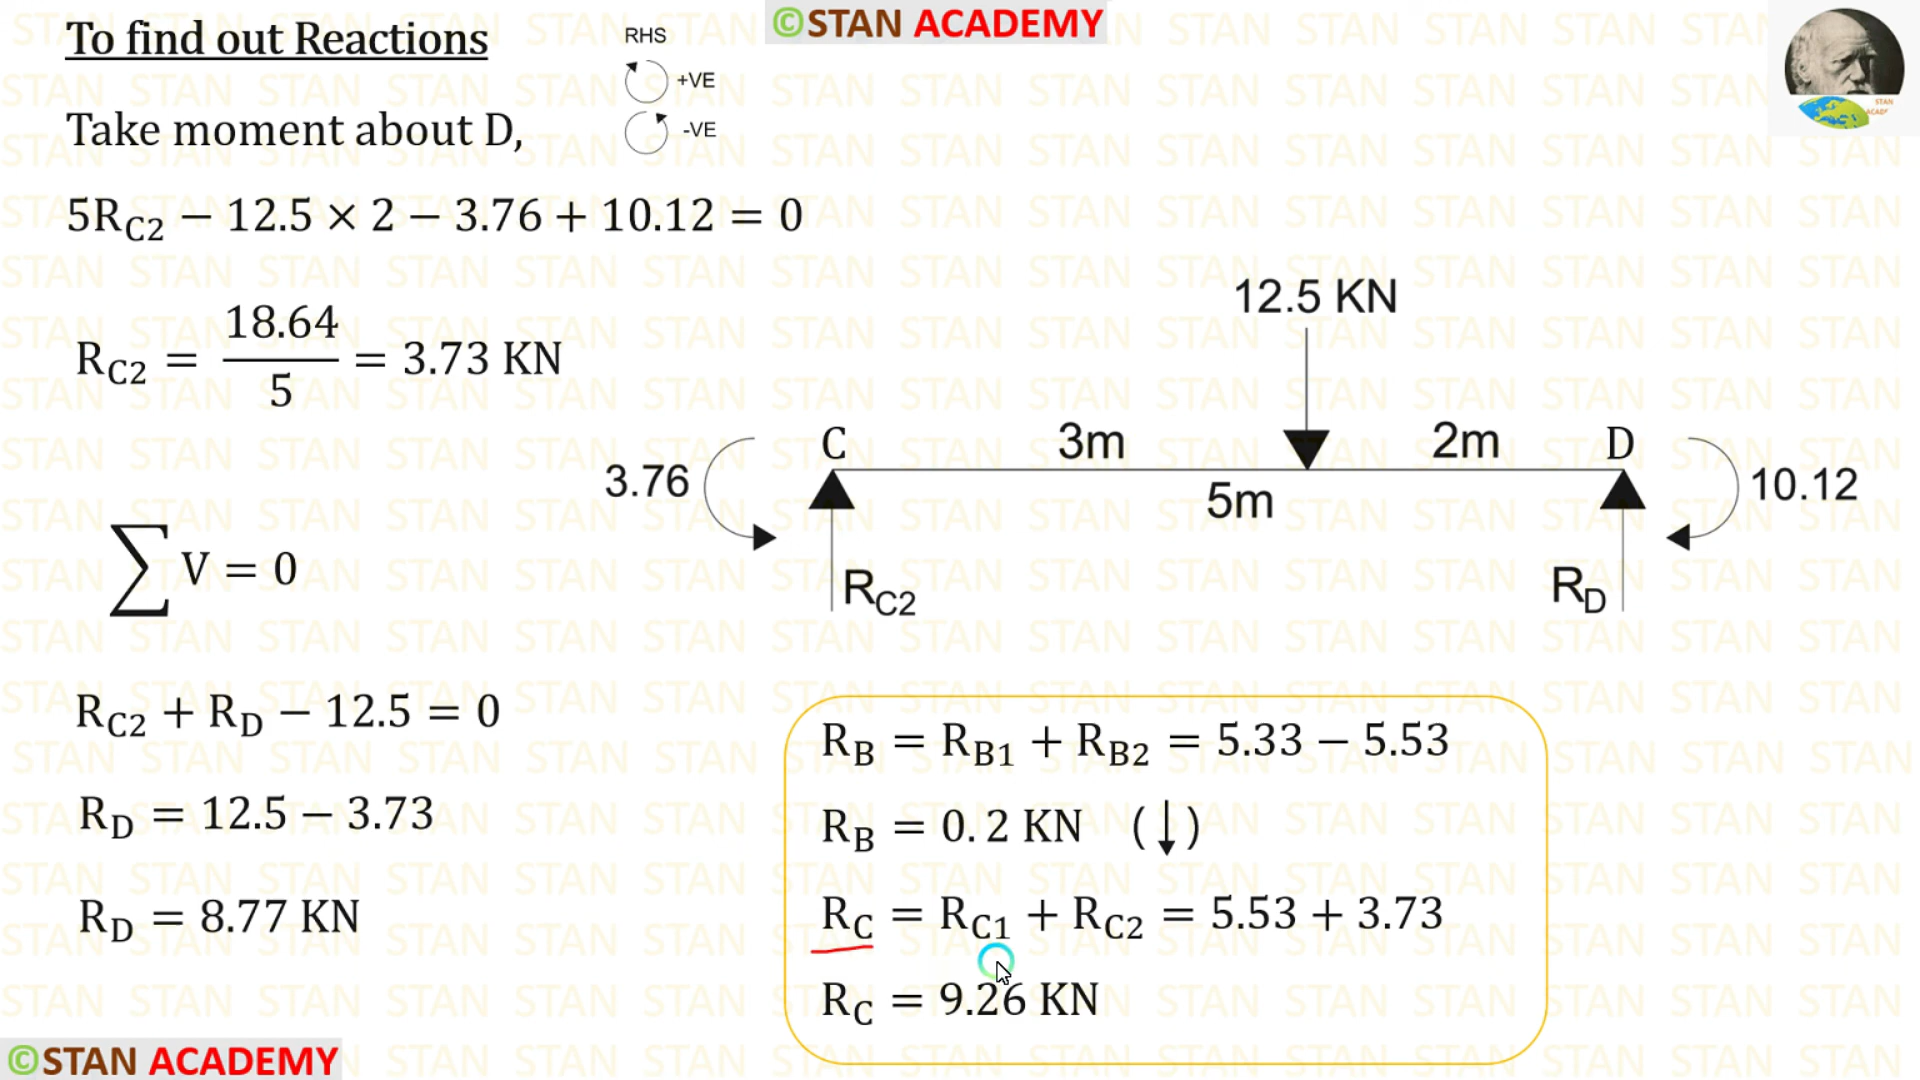 To find out Reactions
©STAN ACADEMY
RHS
+VE
-VE
STAN
ACADF
Take moment about D,
5R_C2 − 12.5 × 2 − 3.76 + 10.12 = 0
R_C2 = 18.64/5 = 3.73 KN
∑ V = 0
R_C2 + R_D − 12.5 = 0
R_D = 12.5 − 3.73
R_D = 8.77 KN
12.5 KN
C 3m 2m D
3.76 5m 10.12
R_C2 R_D
R_B = R_B1 + R_B2 = 5.33 − 5.53
R_B = 0.2 KN (↓)
R_C = R_C1 + R_C2 = 5.53 + 3.73
R_C = 9.26 KN
©STAN ACADEMY